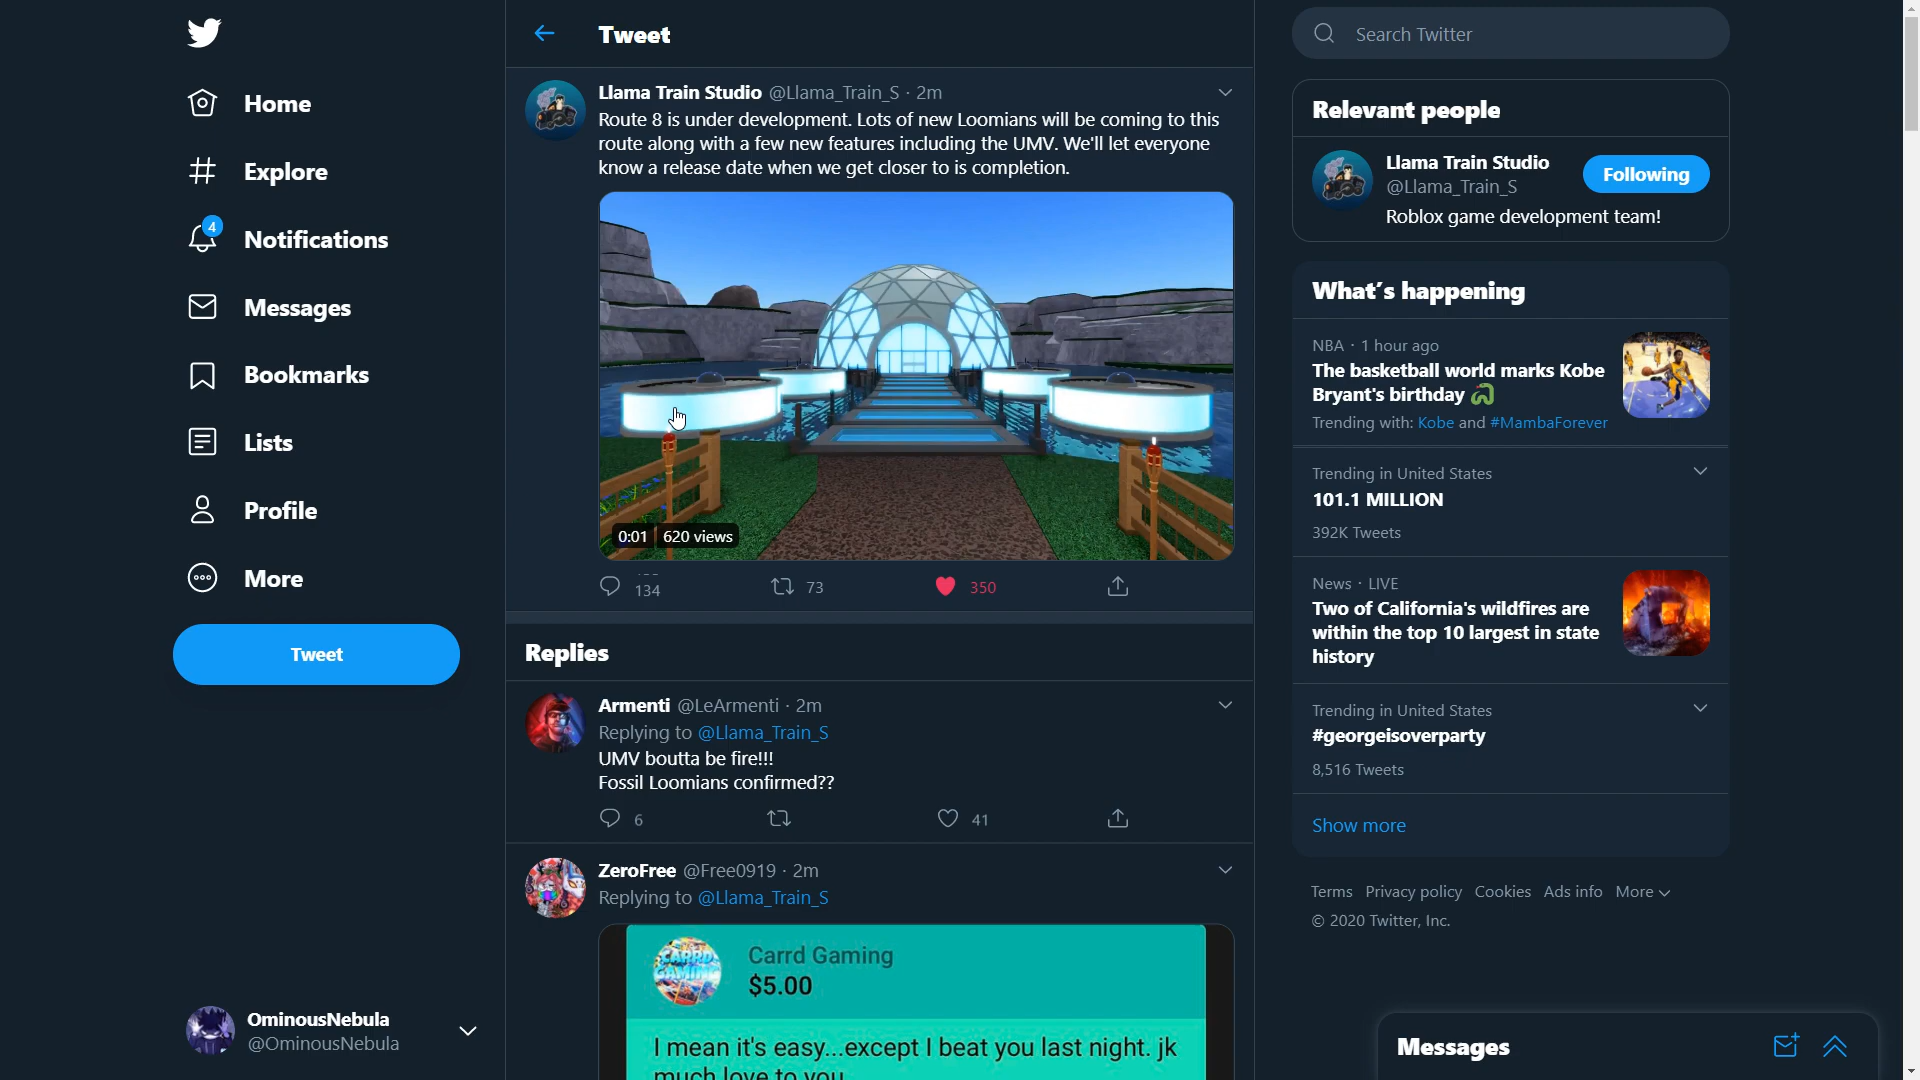 Home
Explore
4
Notifications
Messages
Bookmarks
Lists
Profile
More
Tweet
OminousNebula
@OminousNebula
Tweet
Llama Train Studio @Llama_Train_S · 2m
Route 8 is under development. Lots of new Loomians will be coming to this
route along with a few new features including the UMV. We'll let everyone
know a release date when we get closer to is completion.
0:01 620 views
134 73 350
Replies
Armenti @LeArmenti · 2m
Replying to @Llama_Train_S
UMV boutta be fire!!!
Fossil Loomians confirmed??
6 41
ZeroFree @Free0919 · 2m
Replying to @Llama_Train_S
CARRD
GAMING
Carrd Gaming
$5.00
I mean it's easy...except I beat you last night. jk
much love to you
Search Twitter
Relevant people
Llama Train Studio
@Llama_Train_S
Following
Roblox game development team!
What's happening
NBA · 1 hour ago
The basketball world marks Kobe
Bryant's birthday
Trending with: Kobe and #MambaForever
Trending in United States
101.1 MILLION
392K Tweets
News · LIVE
Two of California's wildfires are
within the top 10 largest in state
history
Trending in United States
#georgeisoverparty
8,516 Tweets
Show more
Terms Privacy policy Cookies Ads info More
© 2020 Twitter, Inc.
Messages